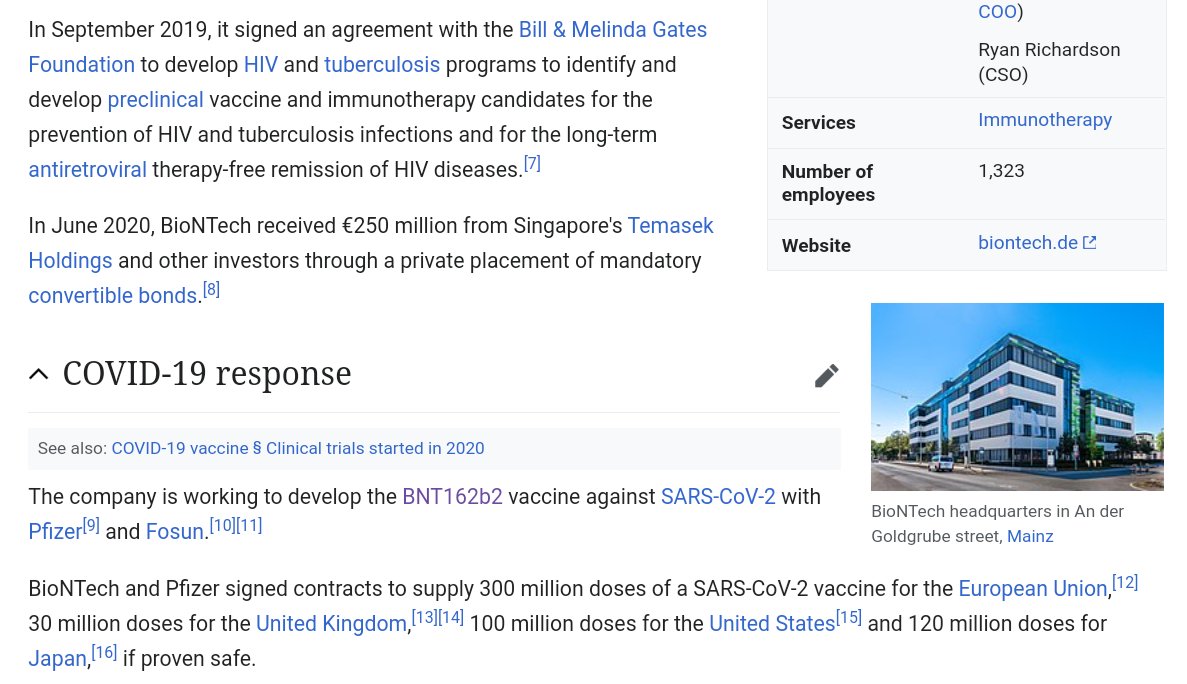 In September 2019, it signed an agreement with the Bill & Melinda Gates
Foundation to develop HIV and tuberculosis programs to identify and
develop preclinical vaccine and immunotherapy candidates for the
prevention of HIV and tuberculosis infections and for the long-term
antiretroviral therapy-free remission of HIV diseases.[7]
In June 2020, BioNTech received €250 million from Singapore's Temasek
Holdings and other investors through a private placement of mandatory
convertible bonds.[8]
COO)
Ryan Richardson
(CSO)
Services Immunotherapy
Number of
employees 1,323
Website biontech.de
COVID-19 response
See also: COVID-19 vaccine § Clinical trials started in 2020
The company is working to develop the BNT162b2 vaccine against SARS-CoV-2 with
Pfizer[9] and Fosun.[10][11]
BioNTech headquarters in An der
Goldgrube street, Mainz
BioNTech and Pfizer signed contracts to supply 300 million doses of a SARS-CoV-2 vaccine for the European Union,[12]
30 million doses for the United Kingdom,[13][14] 100 million doses for the United States[15] and 120 million doses for
Japan,[16] if proven safe.